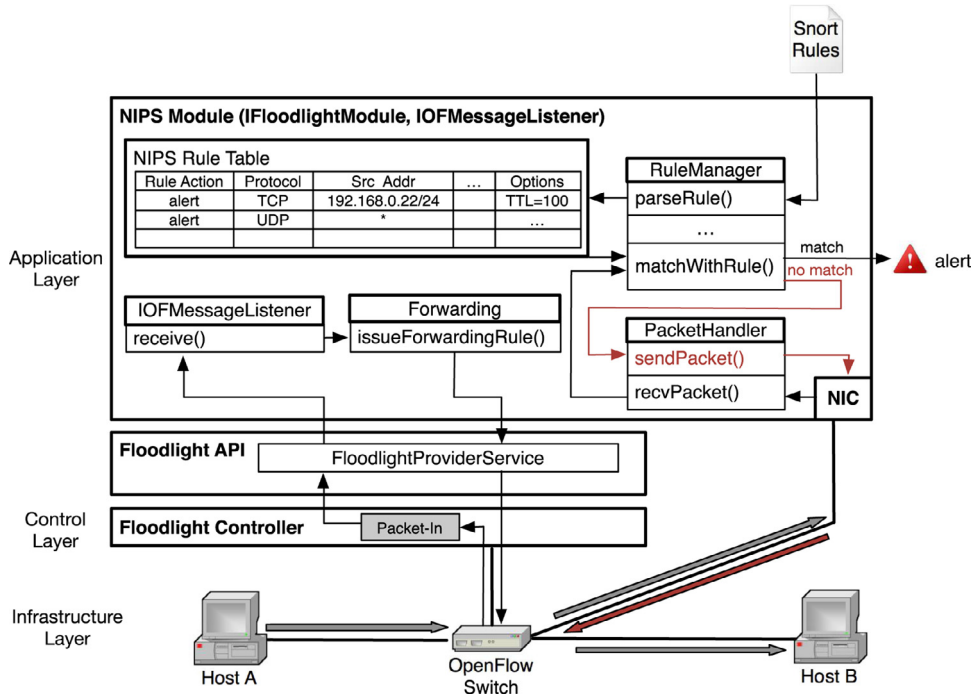 Snort
Rules
NIPS Module (IFloodlightModule, IOFMessageListener)
NIPS Rule Table
Rule Action Protocol Src_Addr ... Options
alert TCP 192.168.0.22/24 TTL=100
alert UDP * ...
RuleManager
parseRule()
...
matchWithRule()
match
no match
alert
Application
Layer
IOFMessageListener
receive()
Forwarding
issueForwardingRule()
PacketHandler
sendPacket()
recvPacket()
NIC
Floodlight API
FloodlightProviderService
Control
Layer
Floodlight Controller
Packet-In
Infrastructure
Layer
Host A
OpenFlow
Switch
Host B